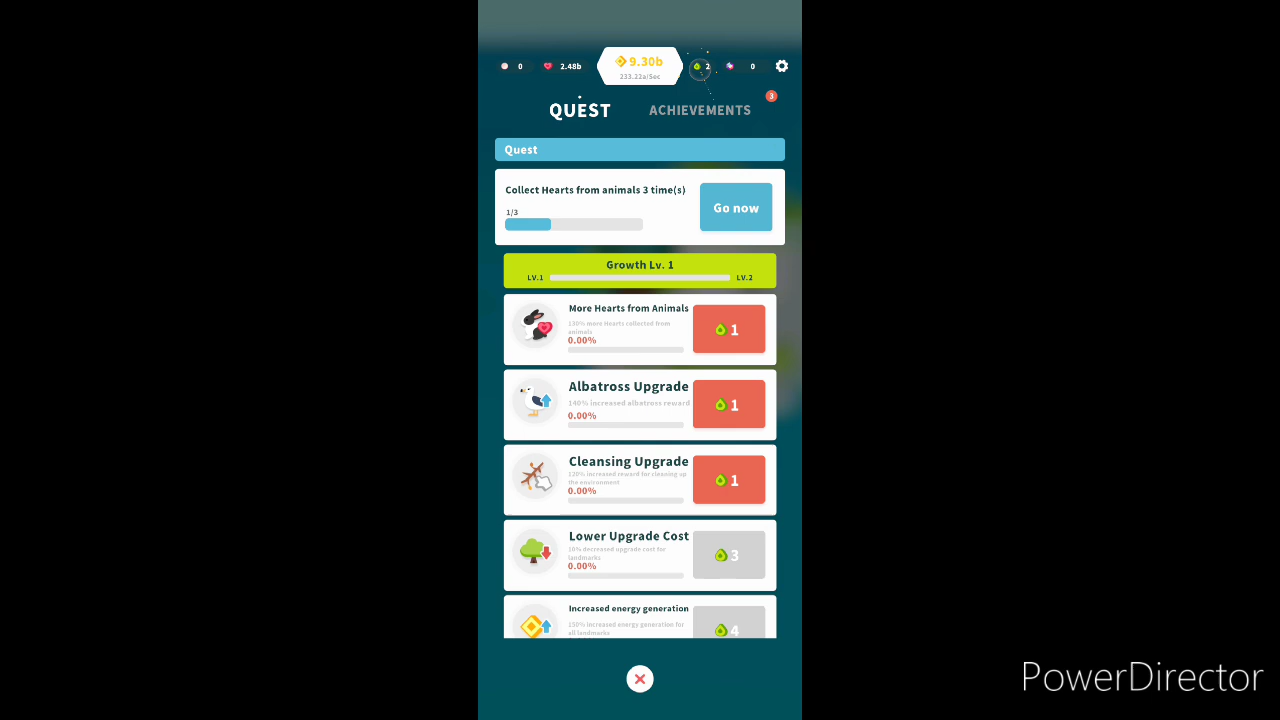 0
2.48b
9.30b
233.22a/Sec
2
0
QUEST
ACHIEVEMENTS
3
Quest
Collect Hearts from animals 3 time(s)
1/3
Go now
Growth Lv. 1
LV.1
LV.2
More Hearts from Animals
130% more Hearts collected from
animals
0.00%
1
Albatross Upgrade
140% increased albatross reward
0.00%
1
Cleansing Upgrade
120% increased reward for cleaning up
the environment
0.00%
1
Lower Upgrade Cost
10% decreased upgrade cost for
landmarks
0.00%
3
Increased energy generation
150% increased energy generation for
all landmarks
4
PowerDirector